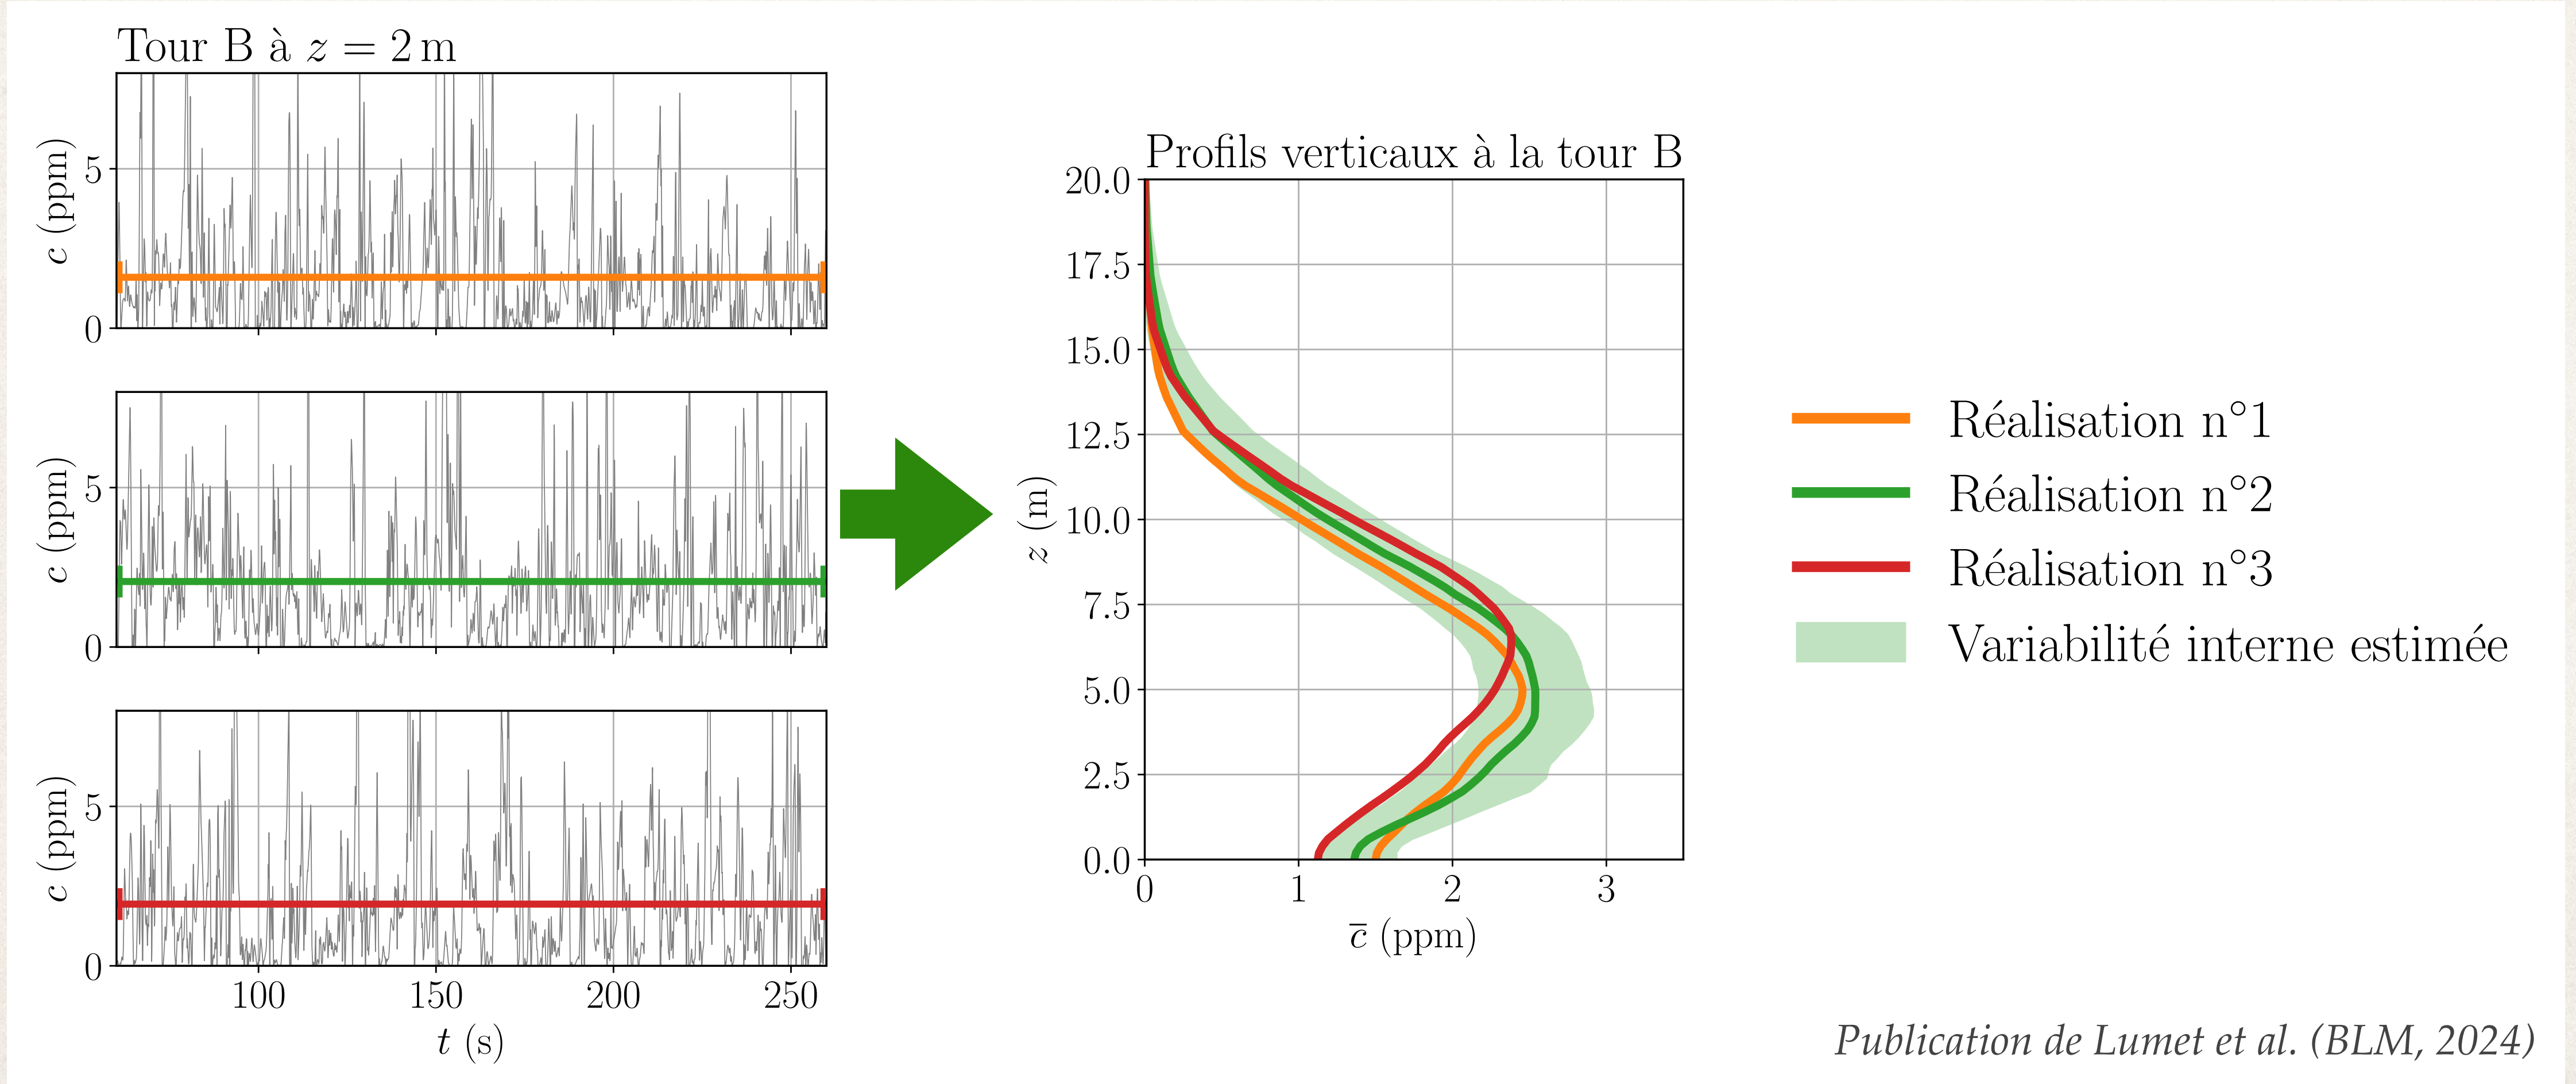 Tour B à z = 2 m
c (ppm)
5
0
c (ppm)
5
0
c (ppm)
5
0
100 150 200 250
t (s)
Profils verticaux à la tour B
20.0
17.5
15.0
12.5
10.0
7.5
5.0
2.5
0.0
z (m)
0 1 2 3
c̅ (ppm)
Réalisation n°1
Réalisation n°2
Réalisation n°3
Variabilité interne estimée
Publication de Lumet et al. (BLM, 2024)